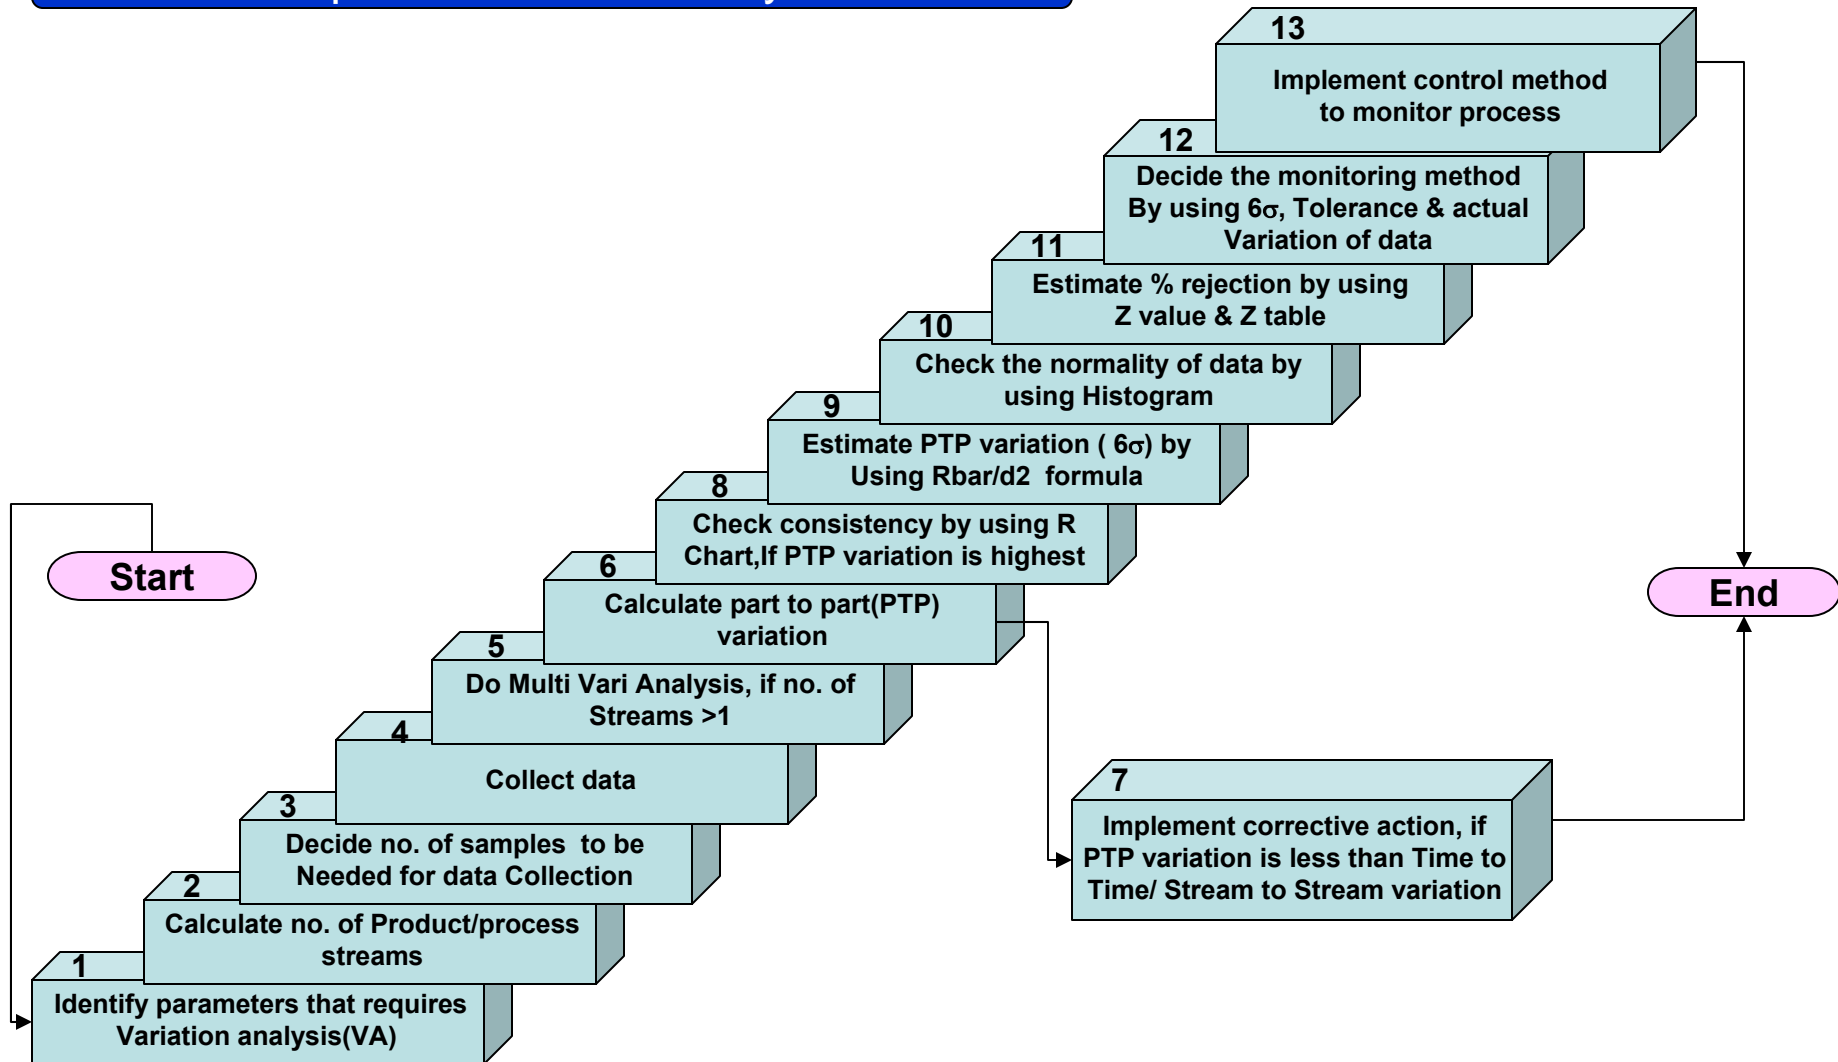 13
Implement control method
to monitor process
12
Decide the monitoring method
By using 6σ, Tolerance & actual
Variation of data
11
Estimate % rejection by using
Z value & Z table
10
Check the normality of data by
using Histogram
9
Estimate PTP variation ( 6σ) by
Using Rbar/d2 formula
8
Check consistency by using R
Chart,If PTP variation is highest
6
Calculate part to part(PTP)
variation
5
Do Multi Vari Analysis, if no. of
Streams >1
4
Collect data
3
Decide no. of samples to be
Needed for data Collection
2
Calculate no. of Product/process
streams
1
Identify parameters that requires
Variation analysis(VA)
Start
7
Implement corrective action, if
PTP variation is less than Time to
Time/ Stream to Stream variation
End